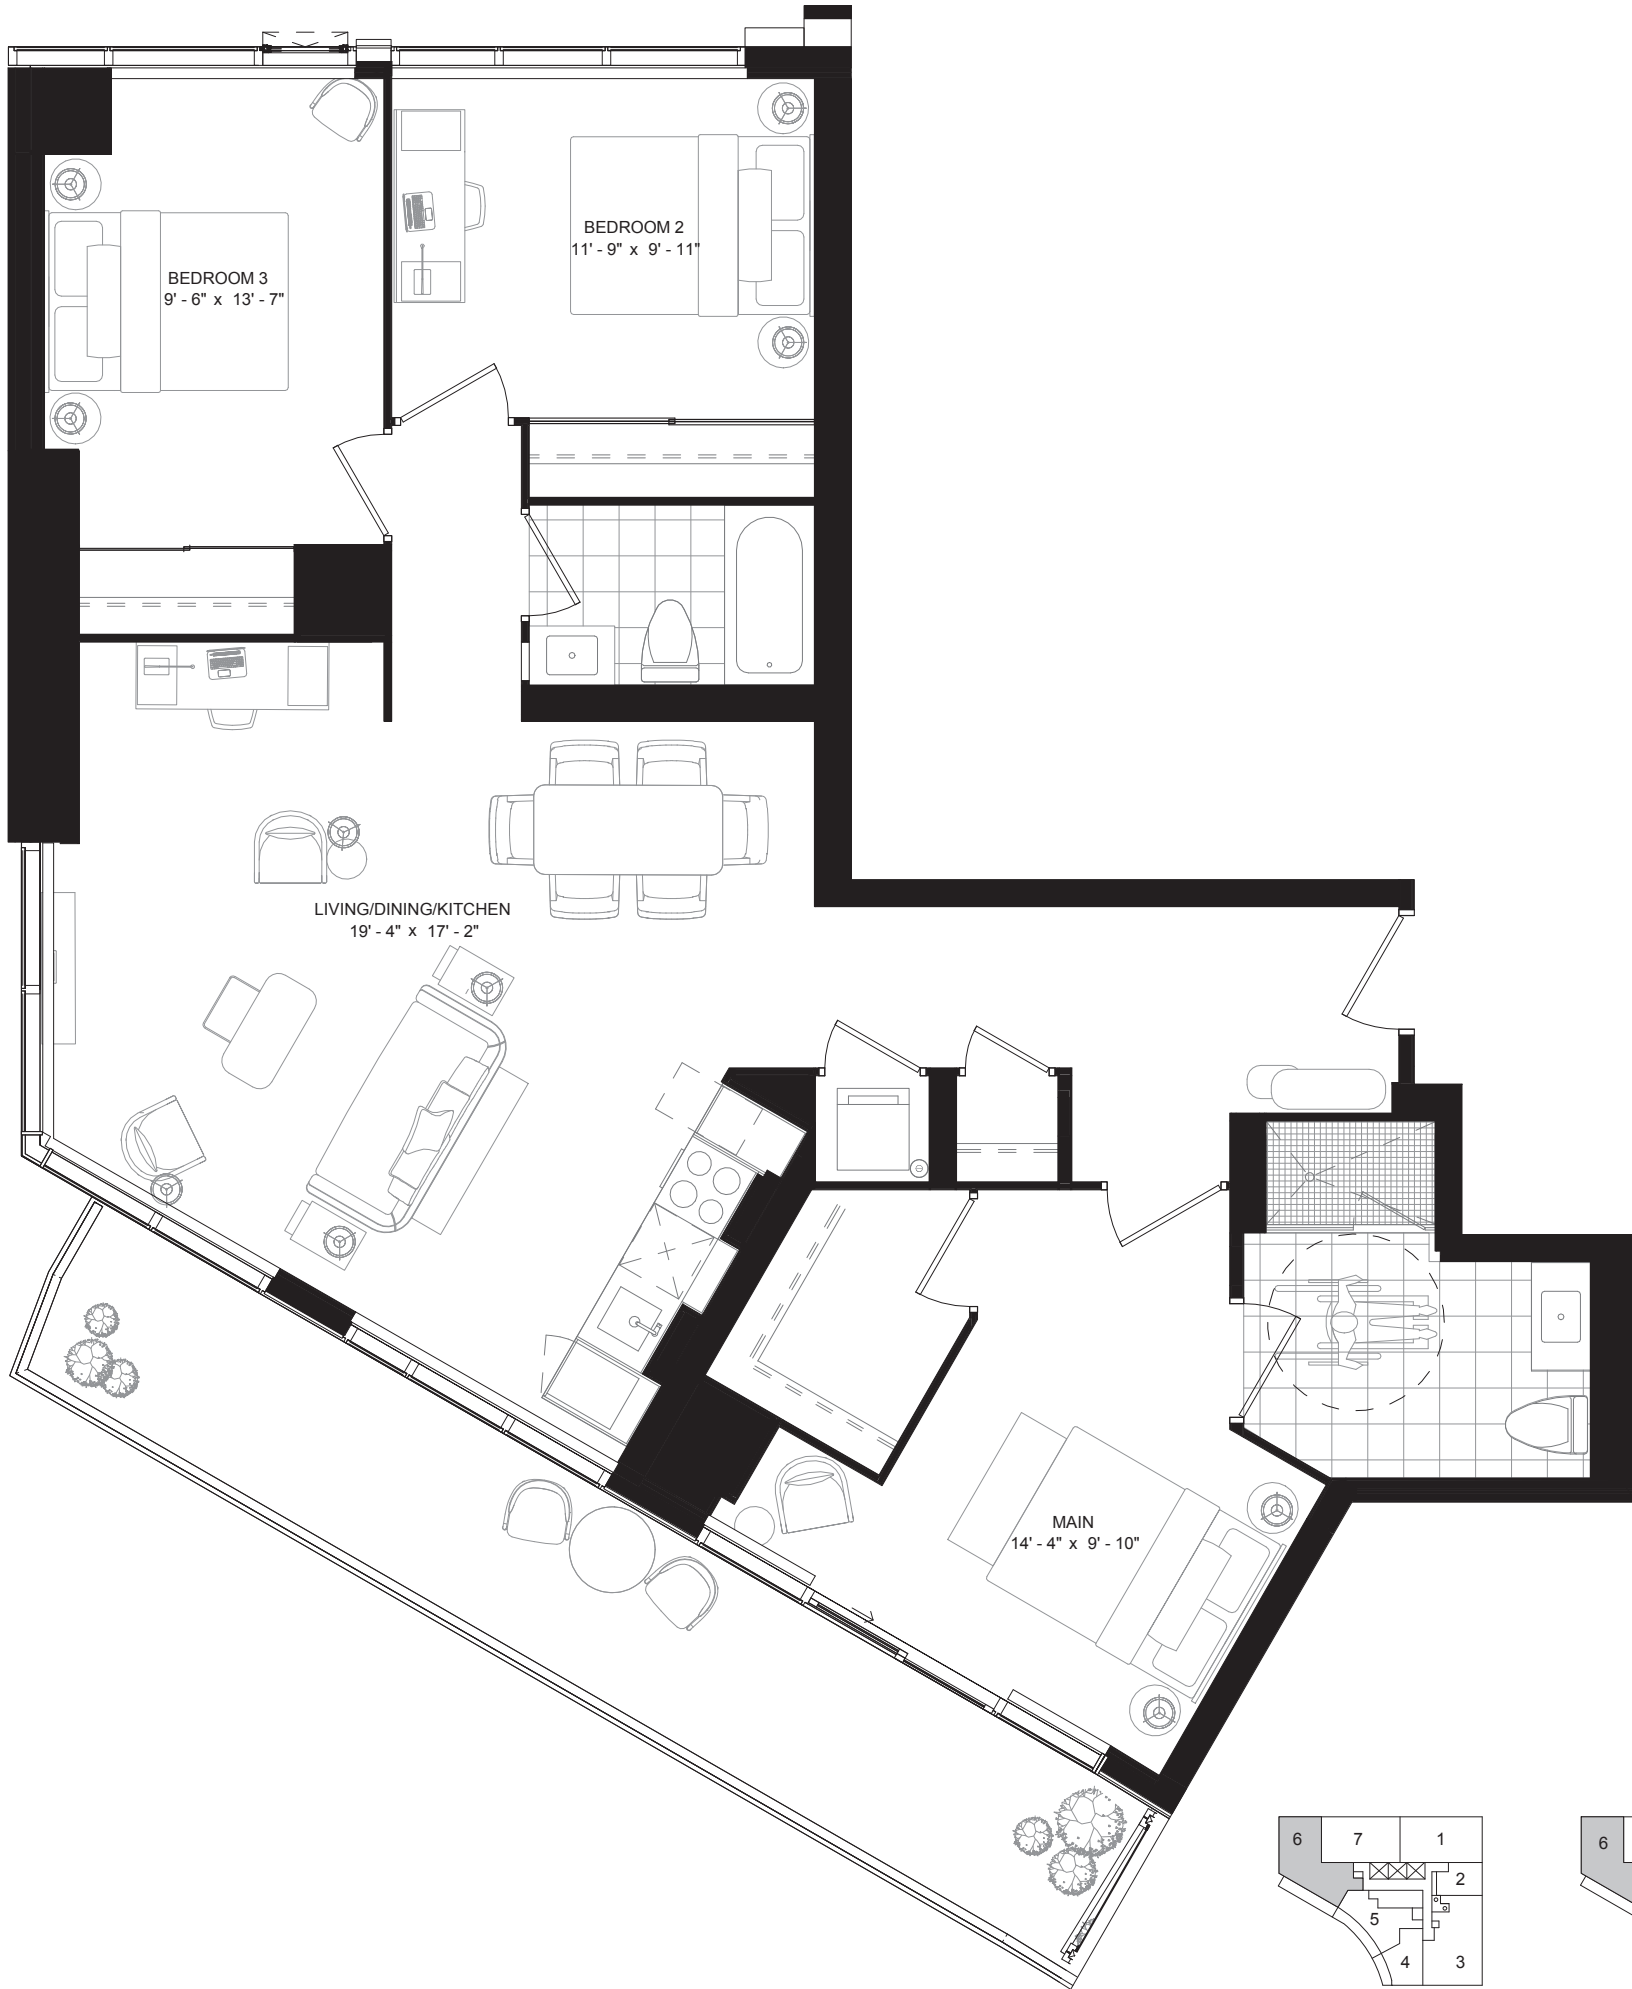 BEDROOM 2
11' - 9" x 9' - 11"
BEDROOM 3
9' - 6" x 13' - 7"
LIVING/DINING/KITCHEN
19' - 4" x 17' - 2"
MAIN
14' - 4" x 9' - 10"
6 7 1
2
5
4 3
6